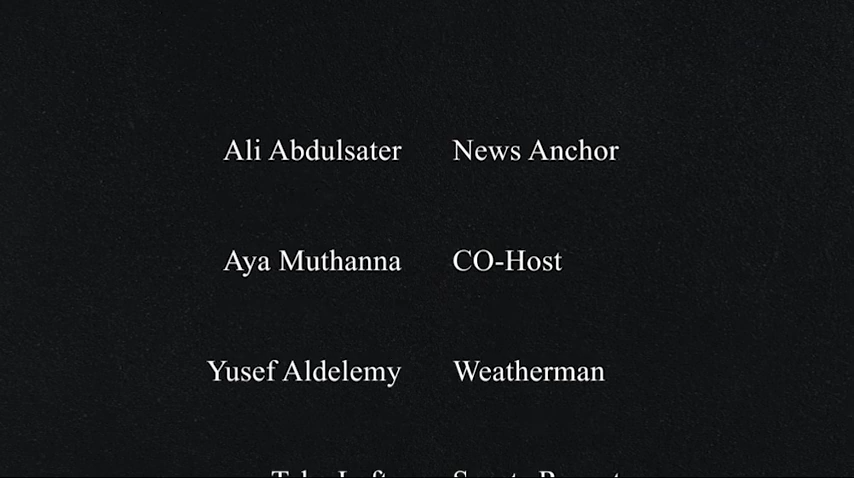 Ali Abdulsater News Anchor
Aya Muthanna CO-Host
Yusef Aldelemy Weatherman